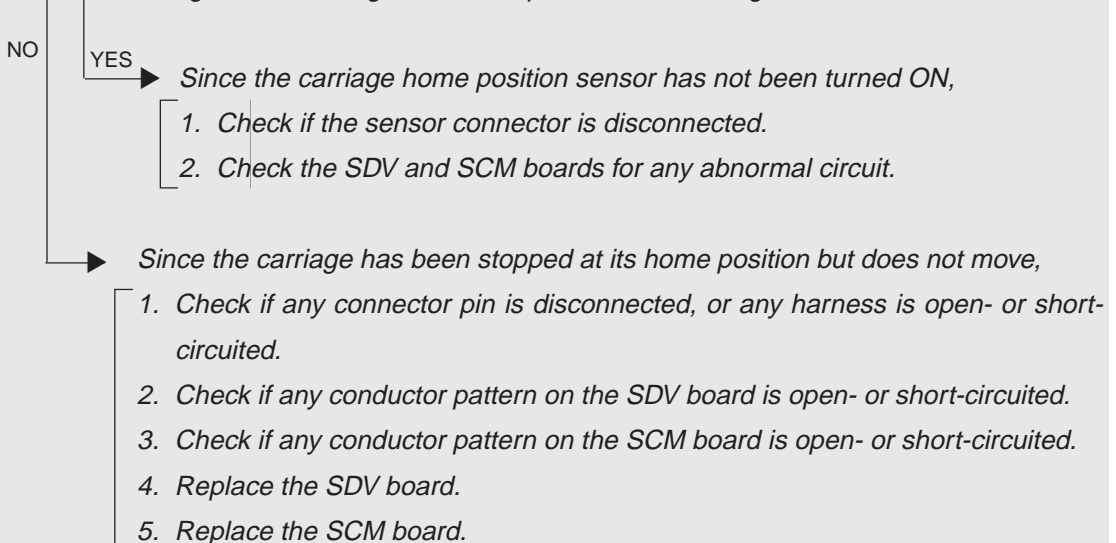 NO
YES
Since the carriage home position sensor has not been turned ON,
1. Check if the sensor connector is disconnected.
2. Check the SDV and SCM boards for any abnormal circuit.
Since the carriage has been stopped at its home position but does not move,
1. Check if any connector pin is disconnected, or any harness is open- or short-
circuited.
2. Check if any conductor pattern on the SDV board is open- or short-circuited.
3. Check if any conductor pattern on the SCM board is open- or short-circuited.
4. Replace the SDV board.
5. Replace the SCM board.